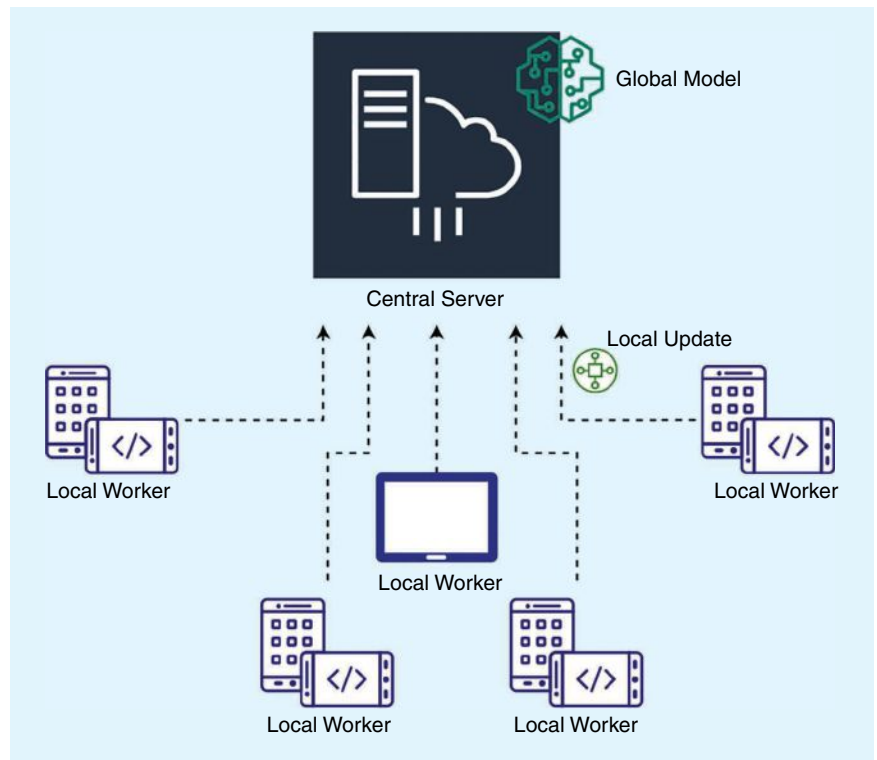 Global Model
Central Server
Local Update
</>
</>
Local Worker
Local Worker
Local Worker
</>
</>
Local Worker
Local Worker